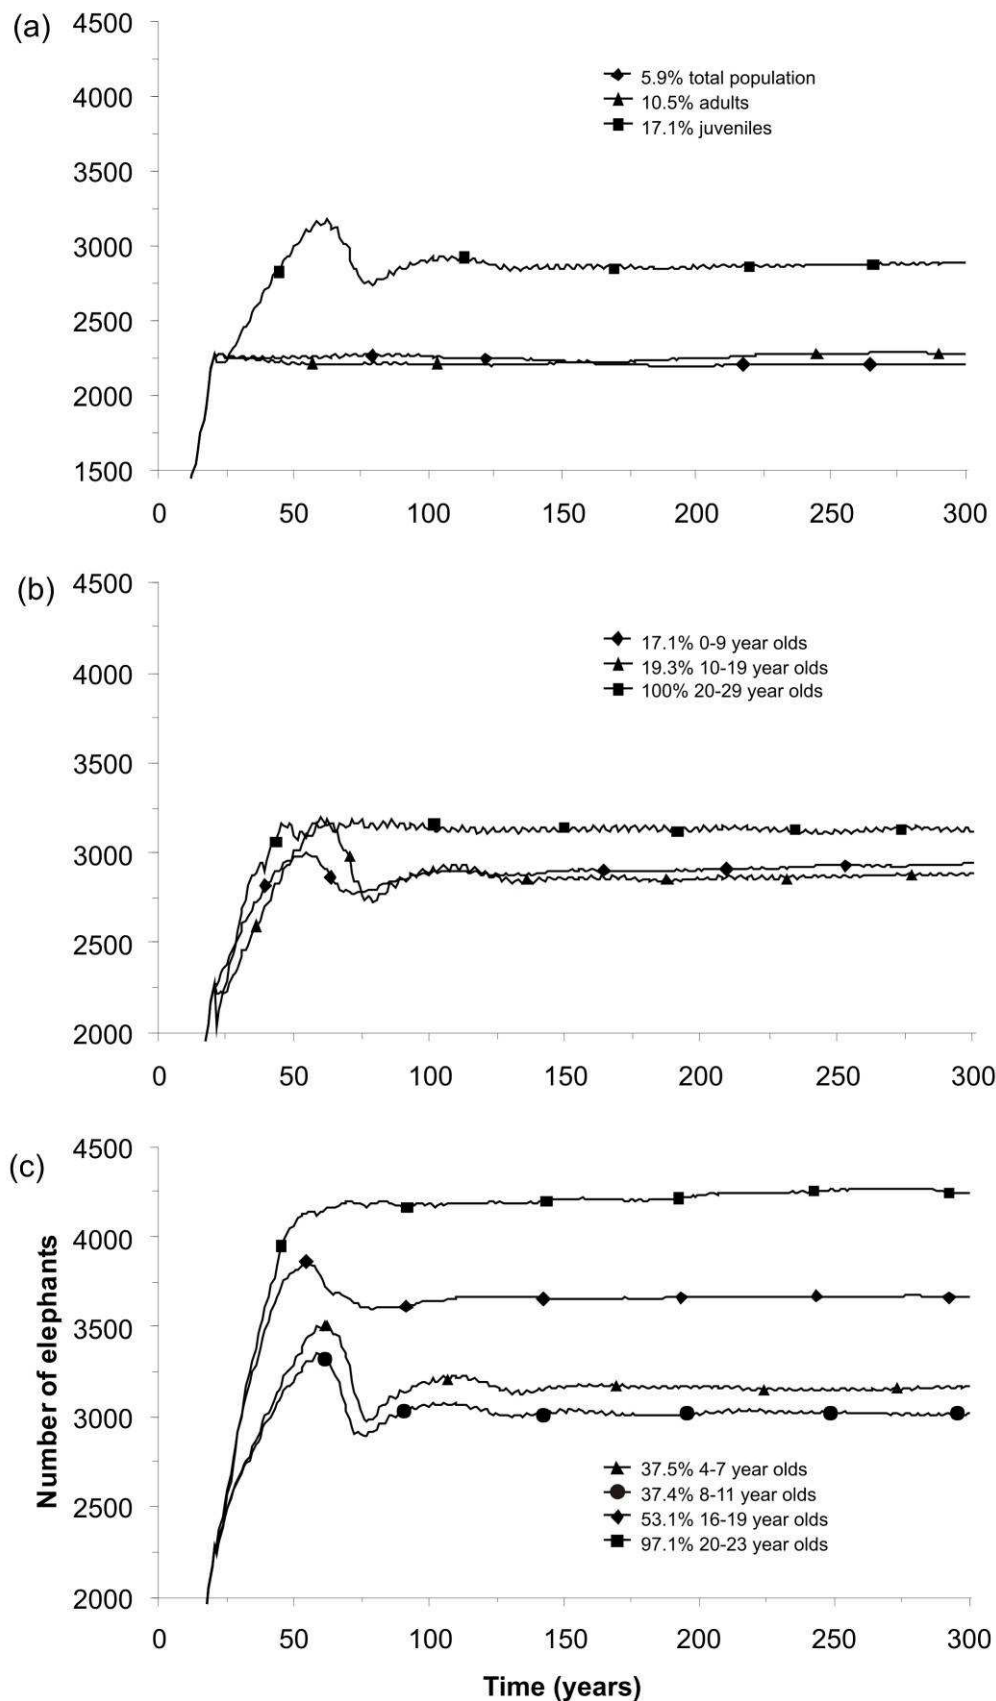 (a)
4500
4000
3500
3000
2500
2000
1500
0 50 100 150 200 250 300
5.9% total population
10.5% adults
17.1% juveniles
(b)
4500
4000
3500
3000
2500
2000
0 50 100 150 200 250 300
17.1% 0-9 year olds
19.3% 10-19 year olds
100% 20-29 year olds
(c)
4500
4000
3500
3000
2500
2000
0 50 100 150 200 250 300
Number of elephants
37.5% 4-7 year olds
37.4% 8-11 year olds
53.1% 16-19 year olds
97.1% 20-23 year olds
Time (years)